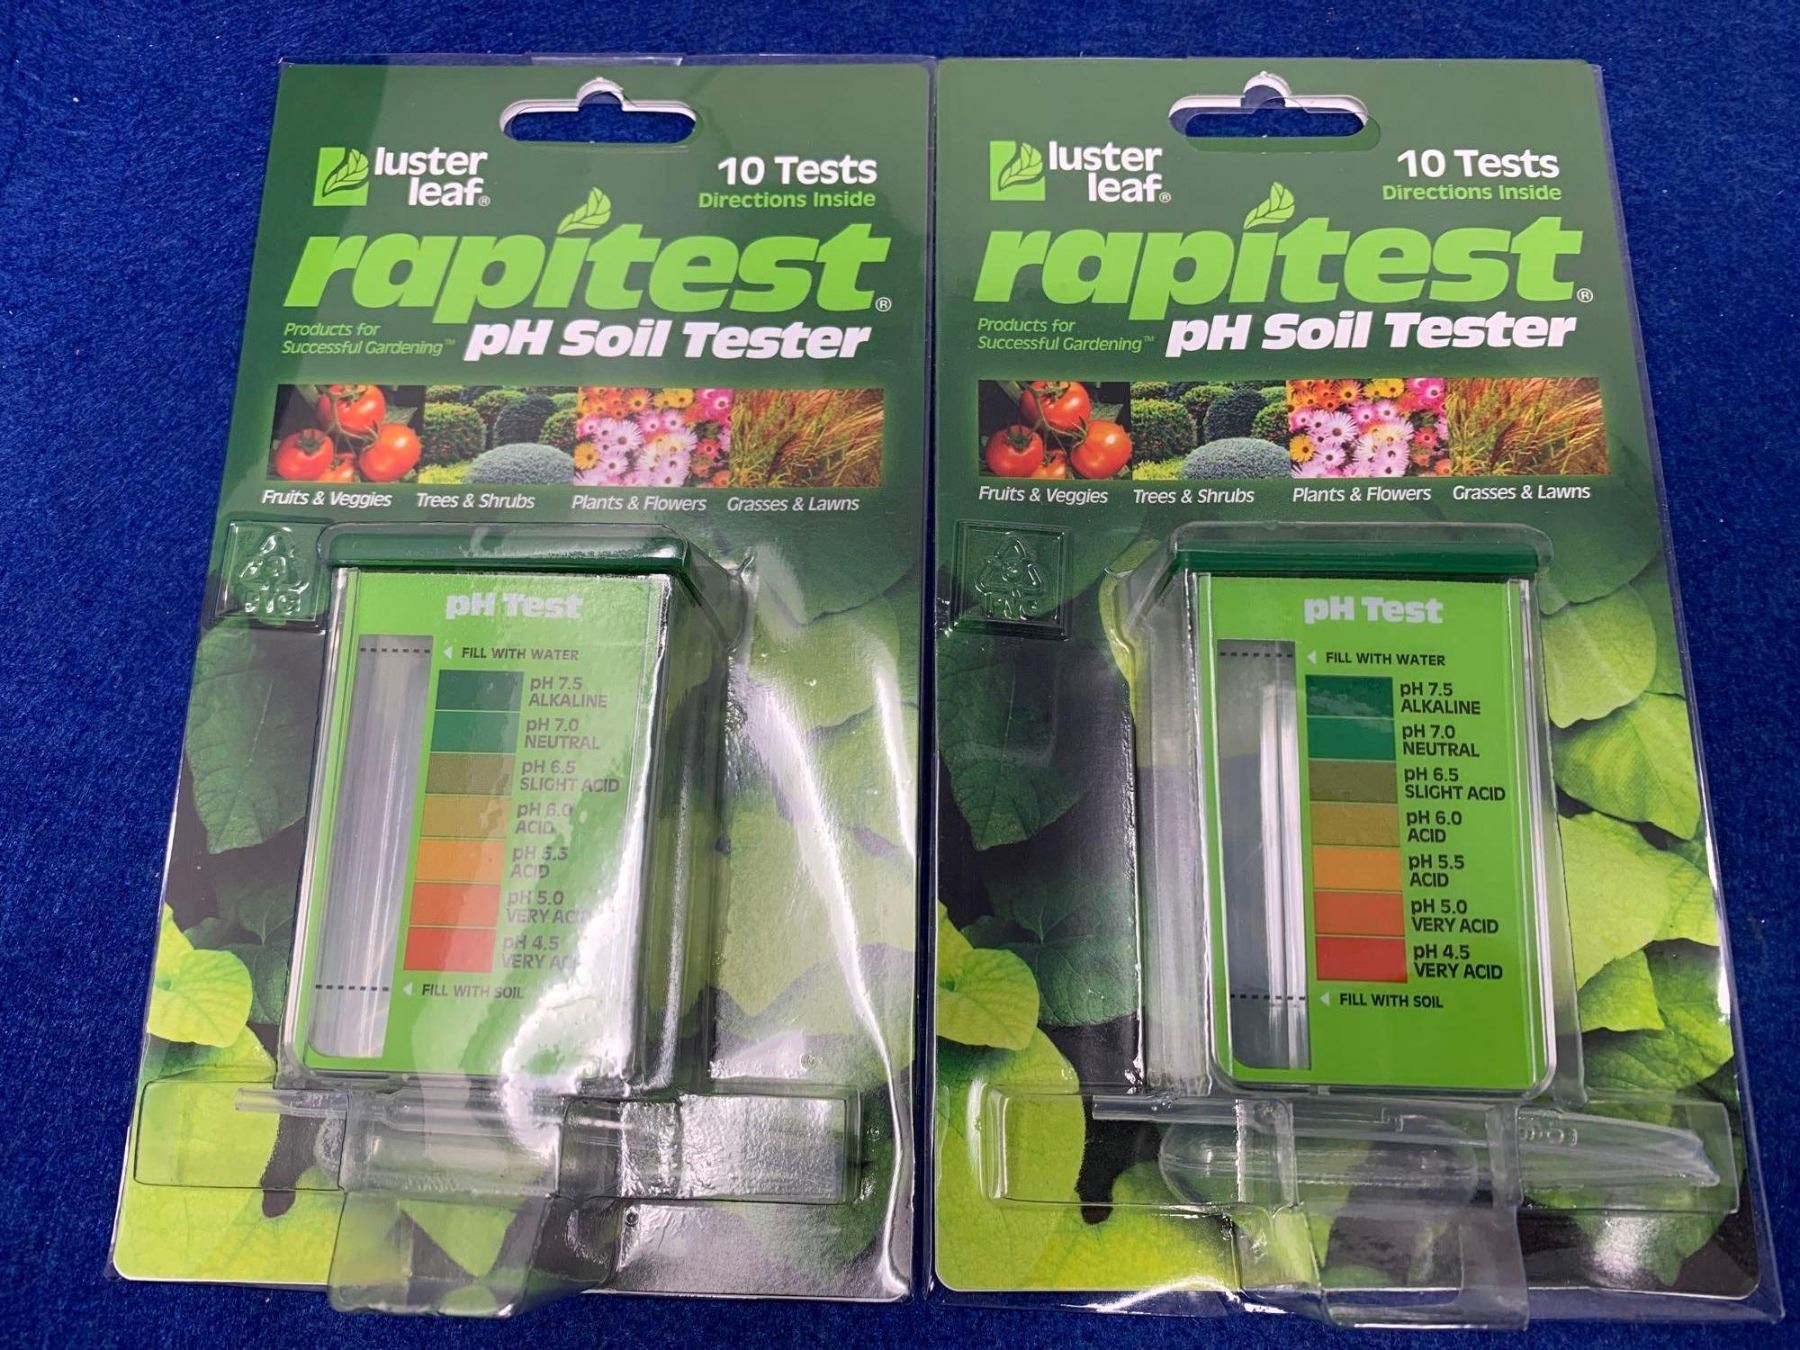 luster
leaf®
10 Tests
Directions Inside
rapitest®
Products for
Successful Gardening™
pH Soil Tester
Fruits & Veggies Trees & Shrubs Plants & Flowers Grasses & Lawns
pH Test
FILL WITH WATER
pH 7.5
ALKALINE
pH 7.0
NEUTRAL
pH 6.5
SLIGHT ACID
pH 6.0
ACID
pH 5.5
ACID
pH 5.0
VERY ACID
pH 4.5
VERY ACID
FILL WITH SOIL
luster
leaf®
10 Tests
Directions Inside
rapitest®
Products for
Successful Gardening™
pH Soil Tester
Fruits & Veggies Trees & Shrubs Plants & Flowers Grasses & Lawns
pH Test
FILL WITH WATER
pH 7.5
ALKALINE
pH 7.0
NEUTRAL
pH 6.5
SLIGHT ACID
pH 6.0
ACID
pH 5.5
ACID
pH 5.0
VERY ACID
pH 4.5
VERY ACID
FILL WITH SOIL